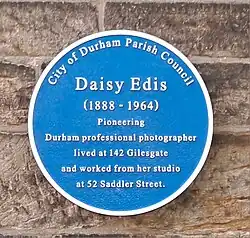 City of Durham Parish Council
Daisy Edis
(1888 - 1964)
Pioneering
Durham professional photographer
lived at 142 Gilesgate
and worked from her studio
at 52 Saddler Street.